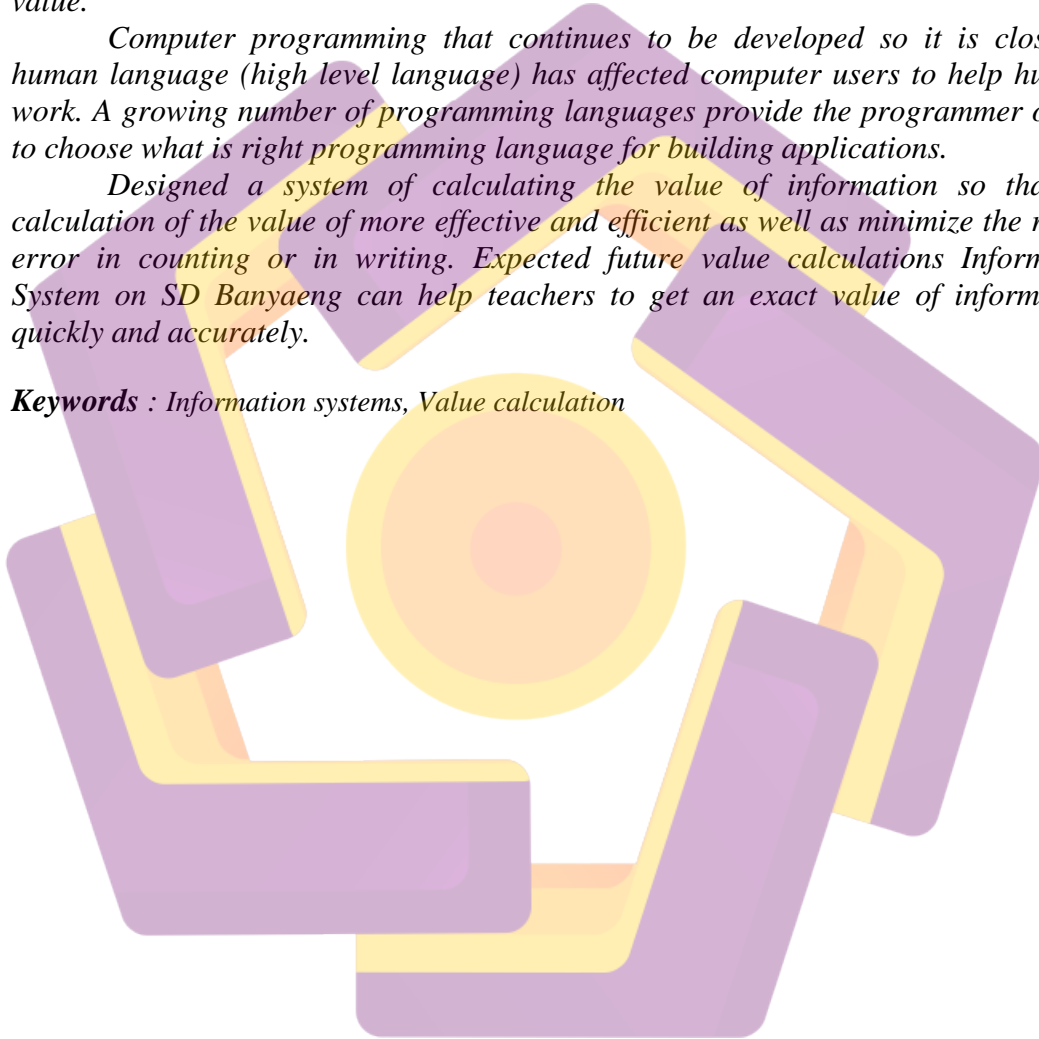 value.
Computer programming that continues to be developed so it is clos
human language (high level language) has affected computer users to help hu
work. A growing number of programming languages provide the programmer o
to choose what is right programming language for building applications.
Designed a system of calculating the value of information so tha
calculation of the value of more effective and efficient as well as minimize the r
error in counting or in writing. Expected future value calculations Inform
System on SD Banyaeng can help teachers to get an exact value of inform
quickly and accurately.
Keywords : Information systems, Value calculation